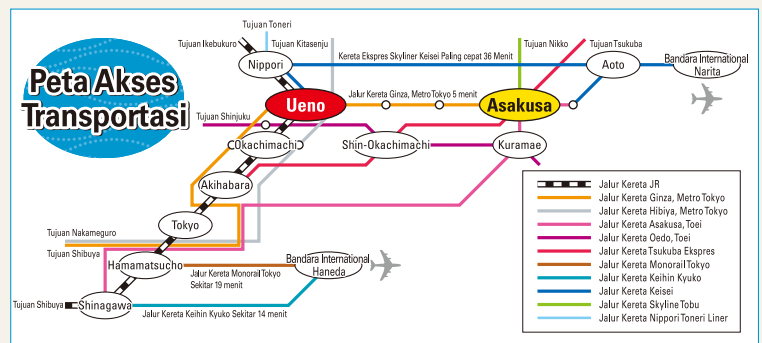 Peta Akses
Transportasi
Tujuan Toneri
Tujuan Ikebukuro
Tujuan Kitasenju
Nippori
Kereta Ekspres Skyliner Keisei Paling cepat 36 Menit
Tujuan Nikko
Tujuan Tsukuba
Aoto
Bandara International
Narita
Ueno
Jalur Kereta Ginza, Metro Tokyo 5 menit
Asakusa
Tujuan Shinjuku
Okachimachi
Shin-Okachimachi
Kuramae
Akihabara
Tokyo
Tujuan Nakameguro
Tujuan Shibuya
Hamamatsucho
Jalur Kereta Monorail Tokyo
Sekitar 19 menit
Bandara International
Haneda
Tujuan Shibuya
Shinagawa
Jalur Kereta Keihin Kyuko Sekitar 14 menit
Jalur Kereta JR
Jalur Kereta Ginza, Metro Tokyo
Jalur Kereta Hibiya, Metro Tokyo
Jalur Kereta Asakusa, Toei
Jalur Kereta Oedo, Toei
Jalur Kereta Tsukuba Ekspres
Jalur Kereta Monorail Tokyo
Jalur Kereta Keihin Kyuko
Jalur Kereta Keisei
Jalur Kereta Skyline Tobu
Jalur Kereta Nippori Toneri Liner